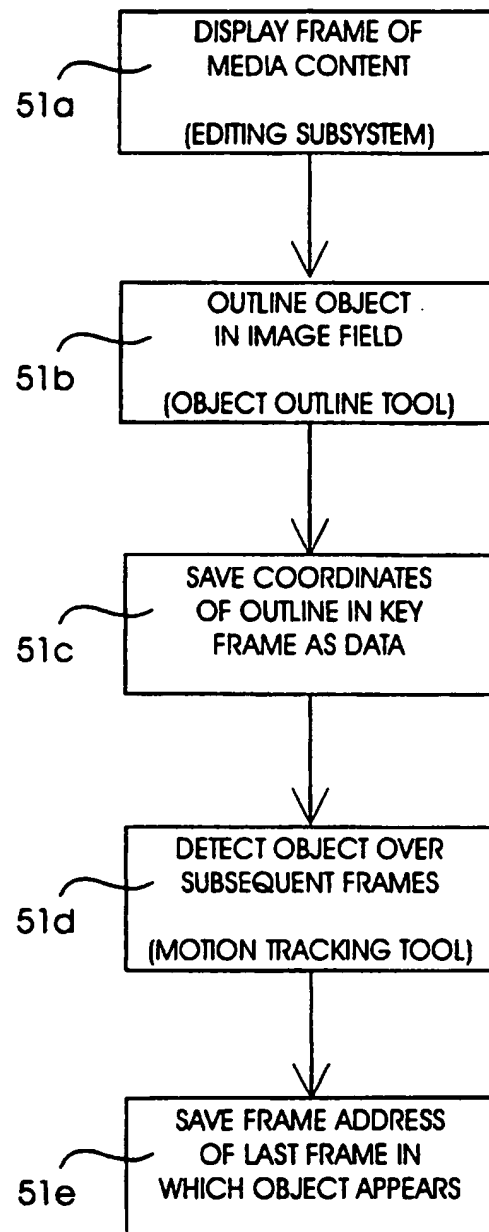 DISPLAY FRAME OF
MEDIA CONTENT
(EDITING SUBSYSTEM)
51a
OUTLINE OBJECT
IN IMAGE FIELD
(OBJECT OUTLINE TOOL)
51b
SAVE COORDINATES
OF OUTLINE IN KEY
FRAME AS DATA
51c
DETECT OBJECT OVER
SUBSEQUENT FRAMES
(MOTION TRACKING TOOL)
51d
SAVE FRAME ADDRESS
OF LAST FRAME IN
WHICH OBJECT APPEARS
51e